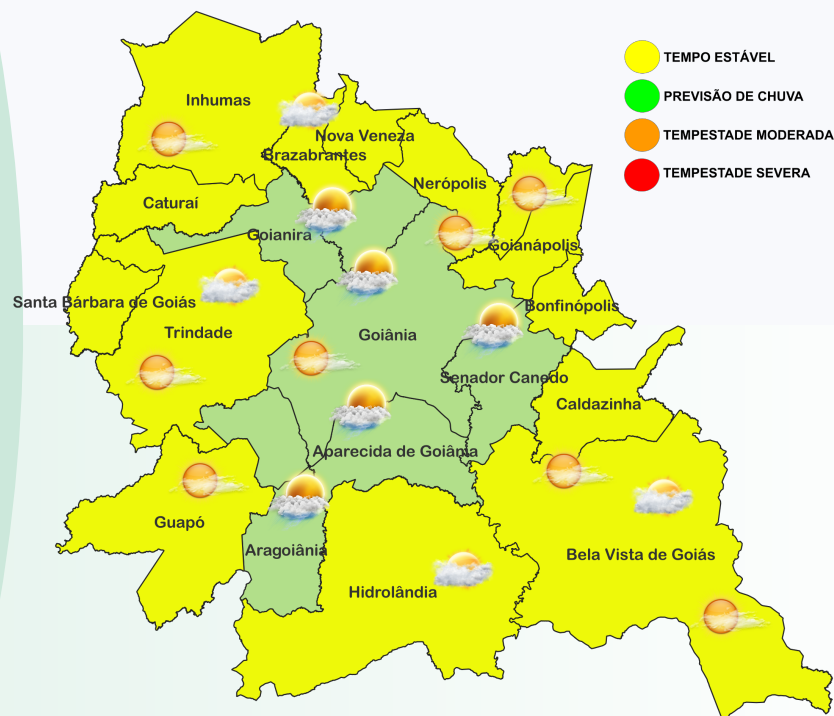 TEMPO ESTÁVEL
PREVISÃO DE CHUVA
TEMPESTADE MODERADA
TEMPESTADE SEVERA
Inhumas
Nova Veneza
Brazabrantes
Nerópolis
Caturaí
Goianira
Goianápolis
Santa Bárbara de Goiás
Bonfinópolis
Trindade
Goiânia
Senador Canedo
Caldazinha
Aparecida de Goiânia
Guapó
Aragoiânia
Bela Vista de Goiás
Hidrolândia